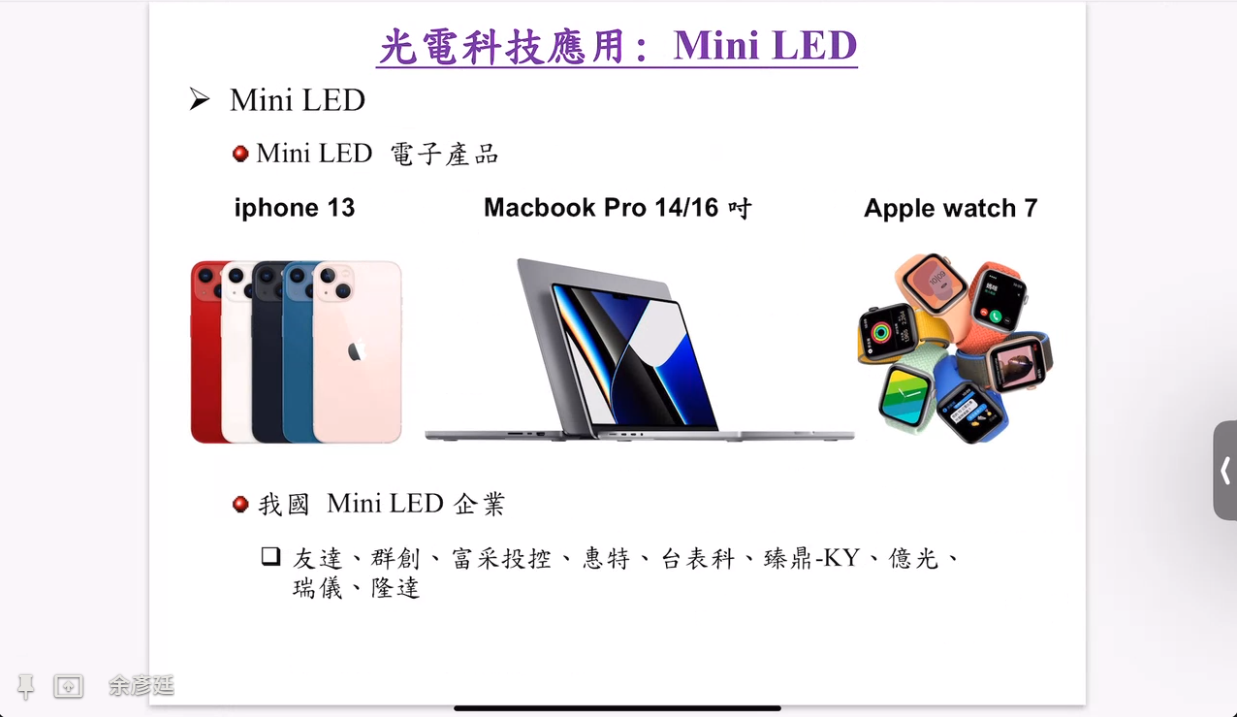 光電科技應用：Mini LED
Mini LED
Mini LED 電子產品
iphone 13
Macbook Pro 14/16 吋
Apple watch 7
我國 Mini LED 企業
友達、群創、富采投控、惠特、台表科、臻鼎-KY、億光、
瑞儀、隆達
余彥廷